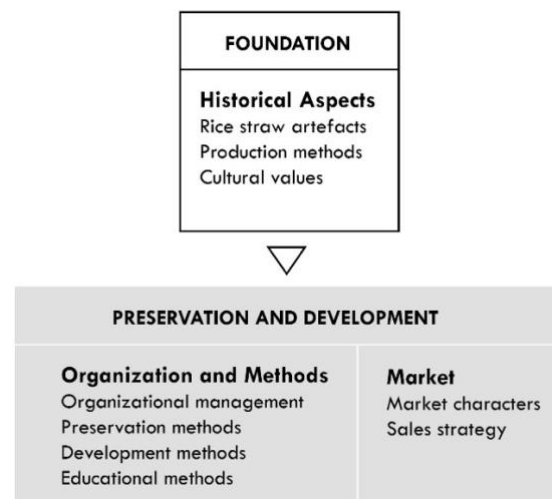 FOUNDATION
Historical Aspects
Rice straw artefacts
Production methods
Cultural values
PRESERVATION AND DEVELOPMENT
Organization and Methods
Organizational management
Preservation methods
Development methods
Educational methods
Market
Market characters
Sales strategy